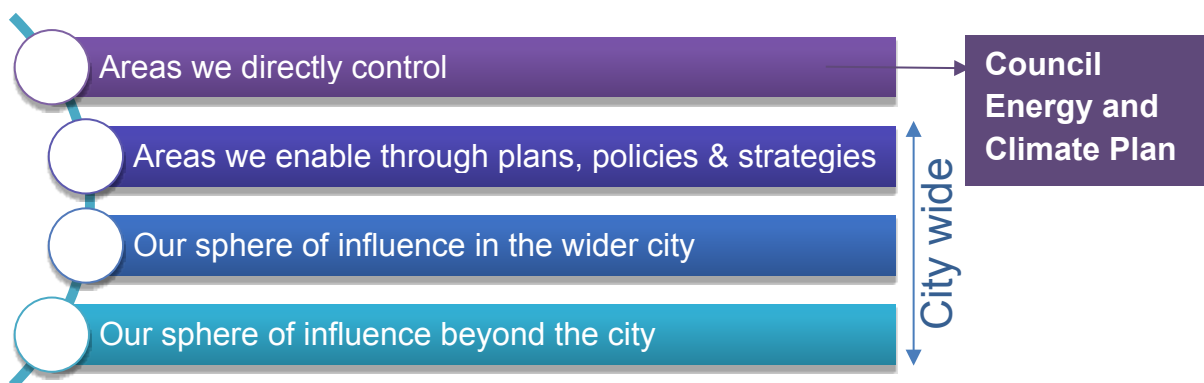 Areas we directly control
Council
Energy and
Climate Plan
Areas we enable through plans, policies & strategies
Our sphere of influence in the wider city
Our sphere of influence beyond the city
City wide